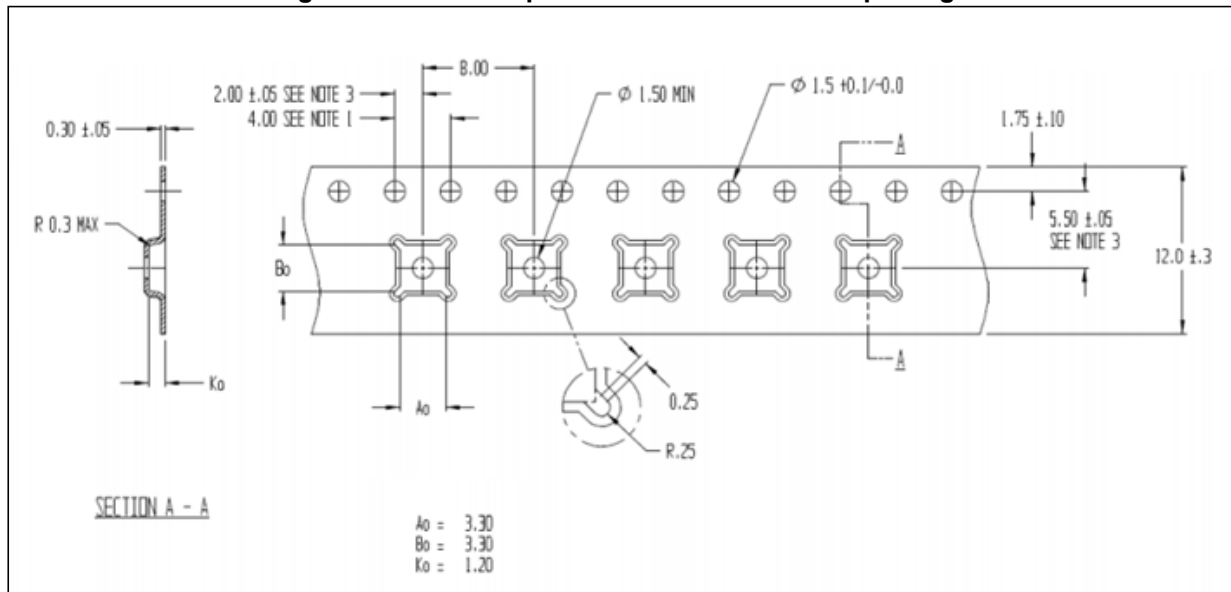 8.00
2.00 ±.05 SEE NOTE 3
4.00 SEE NOTE 1
0.30 ±.05
Ø 1.50 MIN
Ø 1.5 +0.1/-0.0
1.75 ±.10
A
R 0.3 MAX
Bo
5.50 ±.05
SEE NOTE 3
12.0 ±.3
A
Ko
Ao
0.25
R.25
SECTION A - A
Ao = 3.30
Bo = 3.30
Ko = 1.20